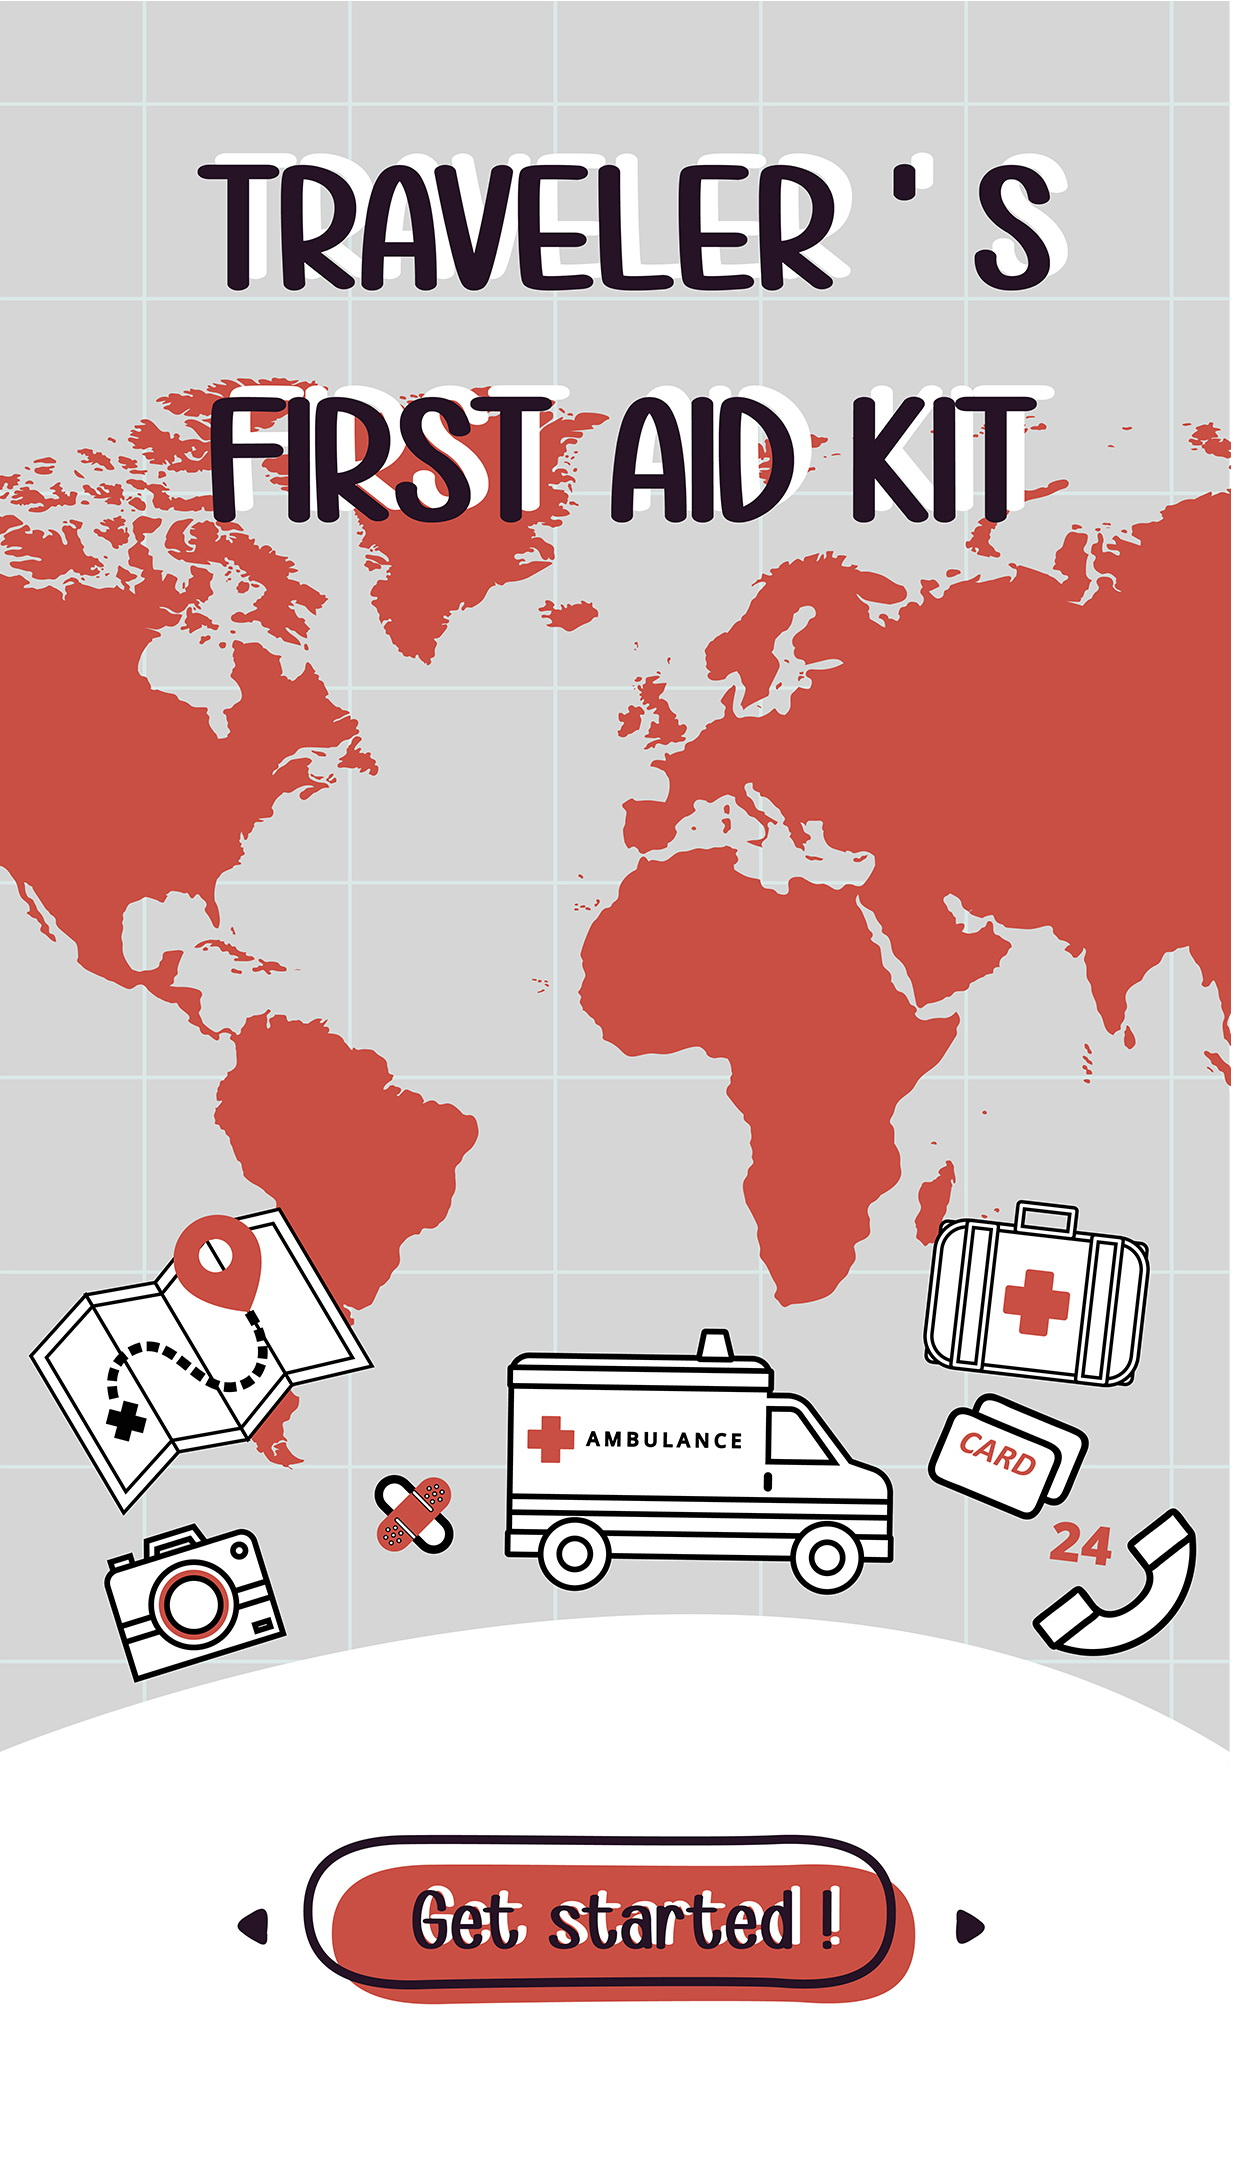 TRAVELER ' S
FIRST AID KIT
AMBULANCE
CARD
24
Get started !